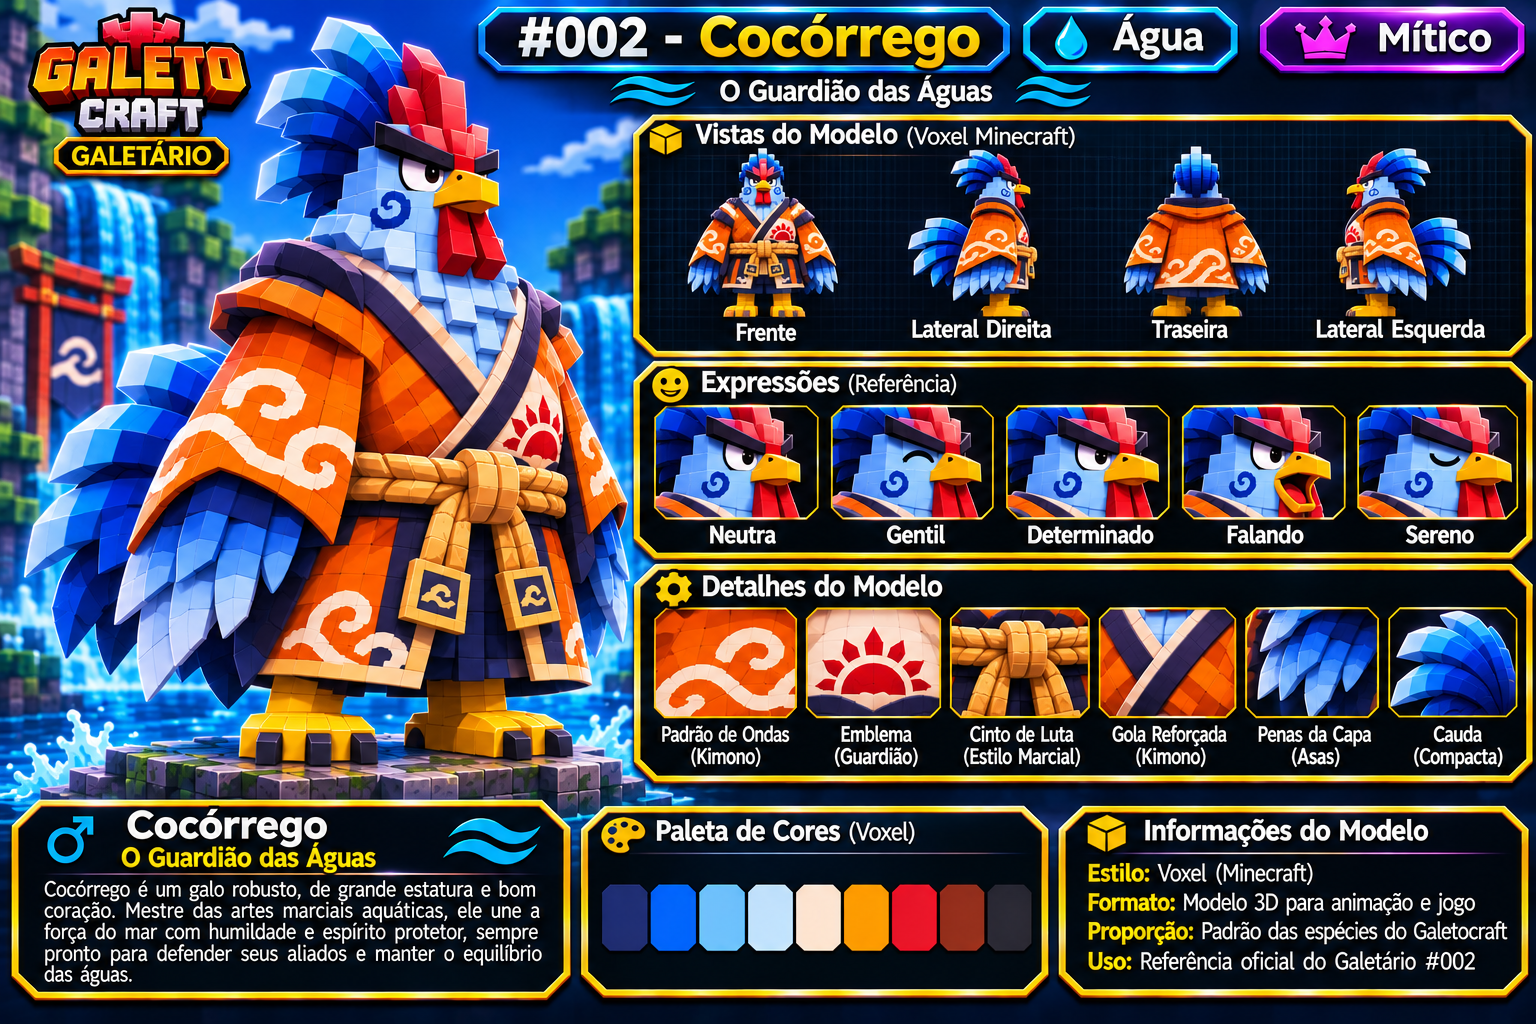 GALETO
CRAFT
GALETÁRIO
#002 - Cocórrego
Água
Mítico
O Guardião das Águas
Vistas do Modelo (Voxel Minecraft)
Frente
Lateral Direita
Traseira
Lateral Esquerda
Expressões (Referência)
Neutra
Gentil
Determinado
Falando
Sereno
Detalhes do Modelo
Padrão de Ondas
(Kimono)
Emblema
(Guardião)
Cinto de Luta
(Estilo Marcial)
Gola Reforçada
(Kimono)
Penas da Capa
(Asas)
Cauda
(Compacta)
Cocórrego
O Guardião das Águas
Cocórrego é um galo robusto, de grande estatura e bom
coração. Mestre das artes marciais aquáticas, ele une a
força do mar com humildade e espírito protetor, sempre
pronto para defender seus aliados e manter o equilíbrio
das águas.
Paleta de Cores (Voxel)
Informações do Modelo
Estilo: Voxel (Minecraft)
Formato: Modelo 3D para animação e jogo
Proporção: Padrão das espécies do Galetocraft
Uso: Referência oficial do Galetário #002